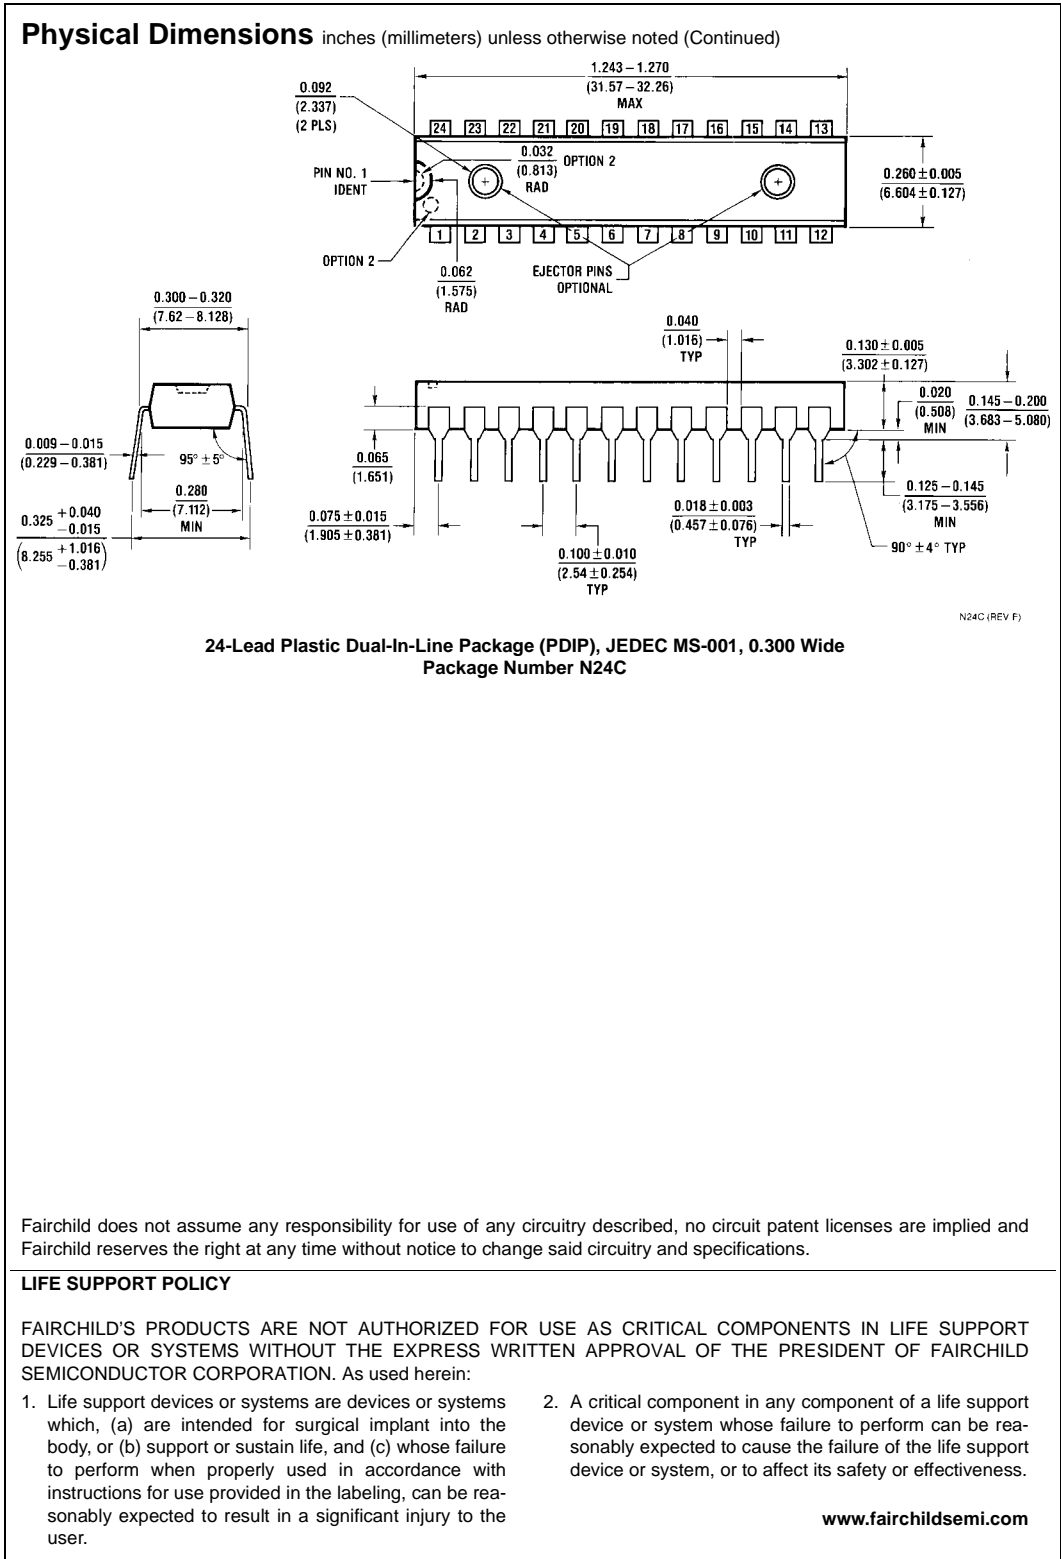 Physical Dimensions inches (millimeters) unless otherwise noted (Continued)
1.243 – 1.270
(31.57 – 32.26)
MAX
0.092
(2.337)
(2 PLS)
24 23 22 21 20 19 18 17 16 15 14 13
0.032
(0.813)
RAD
OPTION 2
PIN NO. 1
IDENT
0.260 ± 0.005
(6.604 ± 0.127)
1 2 3 4 5 6 7 8 9 10 11 12
OPTION 2
0.062
(1.575)
RAD
EJECTOR PINS
OPTIONAL
0.300 – 0.320
(7.62 – 8.128)
0.040
(1.016)
TYP
0.130 ± 0.005
(3.302 ± 0.127)
0.020
(0.508)
MIN
0.145 – 0.200
(3.683 – 5.080)
0.009 – 0.015
(0.229 – 0.381)
95° ± 5°
0.280
(7.112)
MIN
0.065
(1.651)
0.125 – 0.145
(3.175 – 3.556)
MIN
0.325 +0.040
–0.015
(8.255 +1.016
–0.381)
0.075 ± 0.015
(1.905 ± 0.381)
0.018 ± 0.003
(0.457 ± 0.076)
TYP
0.100 ± 0.010
(2.54 ± 0.254)
TYP
90° ± 4° TYP
N24C (REV F)
24-Lead Plastic Dual-In-Line Package (PDIP), JEDEC MS-001, 0.300 Wide
Package Number N24C
Fairchild does not assume any responsibility for use of any circuitry described, no circuit patent licenses are implied and
Fairchild reserves the right at any time without notice to change said circuitry and specifications.
LIFE SUPPORT POLICY
FAIRCHILD'S PRODUCTS ARE NOT AUTHORIZED FOR USE AS CRITICAL COMPONENTS IN LIFE SUPPORT
DEVICES OR SYSTEMS WITHOUT THE EXPRESS WRITTEN APPROVAL OF THE PRESIDENT OF FAIRCHILD
SEMICONDUCTOR CORPORATION. As used herein:
1. Life support devices or systems are devices or systems
which, (a) are intended for surgical implant into the
body, or (b) support or sustain life, and (c) whose failure
to perform when properly used in accordance with
instructions for use provided in the labeling, can be rea-
sonably expected to result in a significant injury to the
user.
2. A critical component in any component of a life support
device or system whose failure to perform can be rea-
sonably expected to cause the failure of the life support
device or system, or to affect its safety or effectiveness.
www.fairchildsemi.com